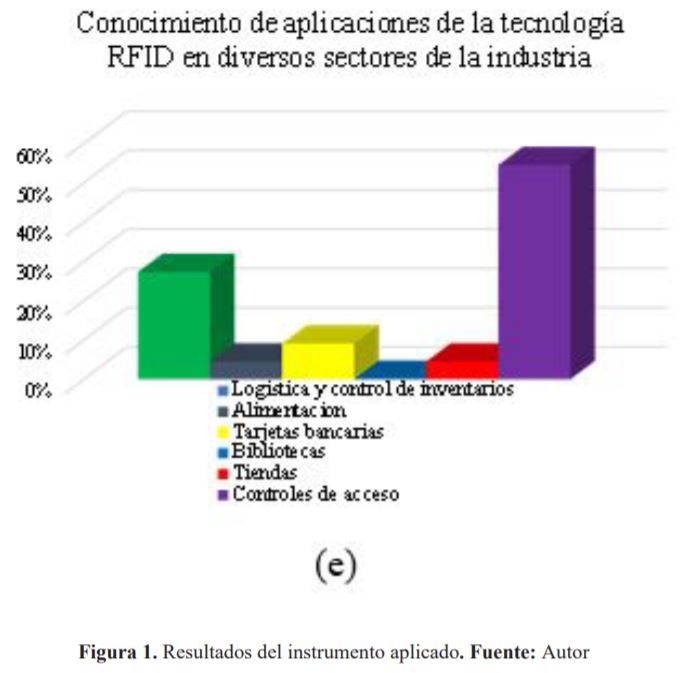 Conocimiento de aplicaciones de la tecnología
RFID en diversos sectores de la industria
60%
50%
40%
30%
20%
10%
0%
Logística y control de inventarios
Alimentacion
Tarjetas bancarias
Bibliotecas
Tiendas
Controles de acceso
(e)
Figura 1. Resultados del instrumento aplicado. Fuente: Autor